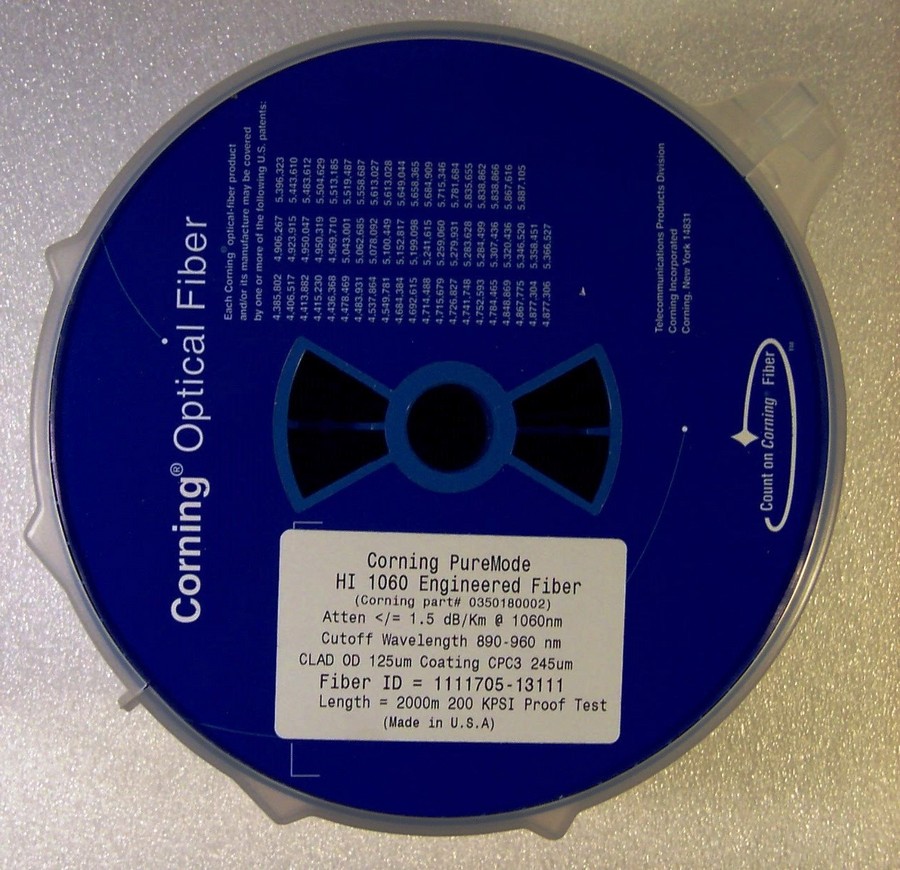 Corning® Optical Fiber
Each Corning® optical-fiber product
and/or its manufacture may be covered
by one or more of the following U.S. patents:
4,385,802 4,906,267 5,396,323
4,406,517 4,923,915 5,443,610
4,413,882 4,950,047 5,483,612
4,415,230 4,950,319 5,504,629
4,436,368 4,969,710 5,513,185
4,478,469 5,043,001 5,519,487
4,483,931 5,062,685 5,558,687
4,537,864 5,078,092 5,613,027
4,549,781 5,100,449 5,613,028
4,684,384 5,152,817 5,649,044
4,692,615 5,199,098 5,658,365
4,714,488 5,241,615 5,684,909
4,715,679 5,259,060 5,715,346
4,726,827 5,279,931 5,781,684
4,741,748 5,283,628 5,835,655
4,755,593 5,284,499 5,838,862
4,784,465 5,307,436 5,838,866
4,848,869 5,320,436 5,867,616
4,867,775 5,346,520 5,887,105
4,877,304 5,358,551
4,877,306 5,366,527
Telecommunications Products Division
Corning Incorporated
Corning, New York 14831
Count on Corning® Fiber™
Corning PureMode
HI 1060 Engineered Fiber
(Corning part# 0350180002)
Atten </= 1.5 dB/Km @ 1060nm
Cutoff Wavelength 890-960 nm
CLAD OD 125um Coating CPC3 245um
Fiber ID = 1111705-13111
Length = 2000m 200 KPSI Proof Test
(Made in U.S.A)